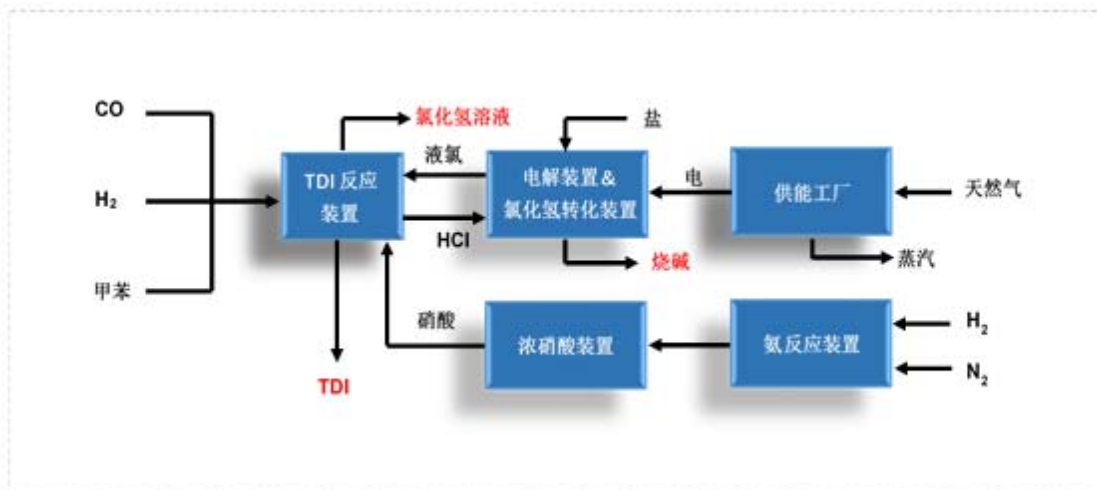 CO
H₂
甲苯
氯化氢溶液
TDI 反应
装置
液氯
HCl
TDI
硝酸
盐
电解装置&
氯化氢转化装置
烧碱
电
供能工厂
天然气
蒸汽
浓硝酸装置
氨反应装置
H₂
N₂